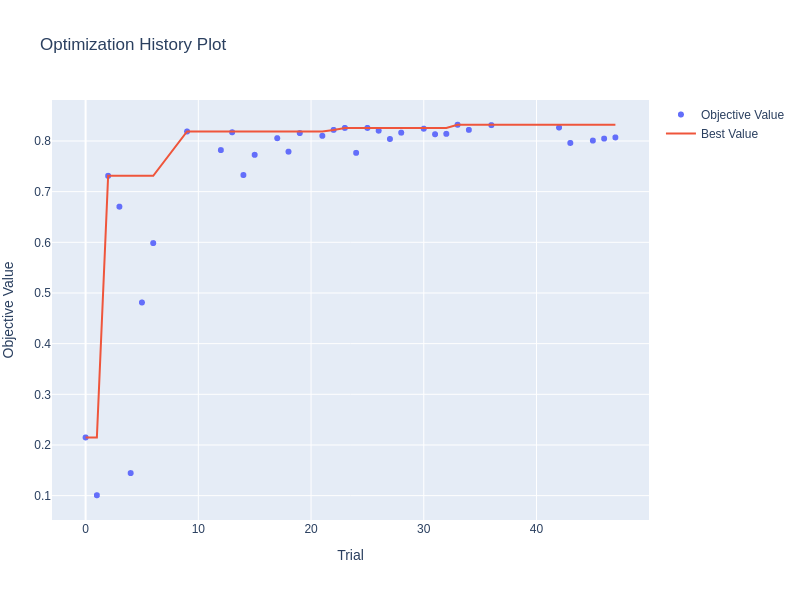 Optimization History Plot
Objective Value
Best Value
0.8
0.7
0.6
0.5
0.4
0.3
0.2
0.1
Objective Value
0
10
20
30
40
Trial